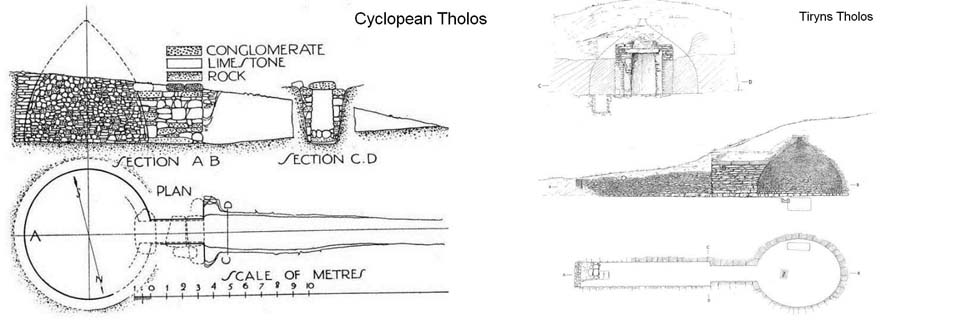 Cyclopean Tholos
CONGLOMERATE
LIMESTONE
ROCK
SECTION A B
SECTION C.D
PLAN
S
A
N
D
C
SCALE OF METRES
1 0 1 2 3 4 5 6 7 8 9 10
Tiryns Tholos
C
D
A
B
C
A
B
D